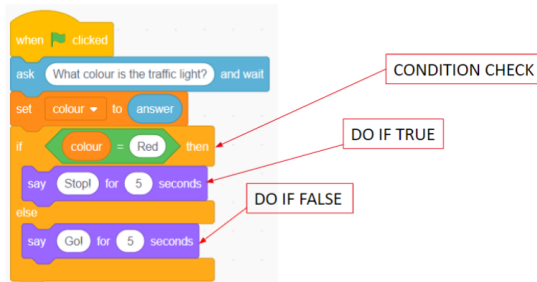 when clicked
ask What colour is the traffic light? and wait
CONDITION CHECK
set colour to answer
DO IF TRUE
if colour = Red then
say Stop! for 5 seconds
DO IF FALSE
else
say Go! for 5 seconds